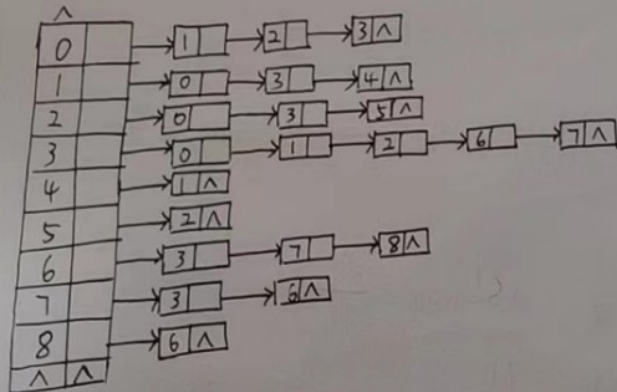 ∧
0 1 2 3 ∧
1 0 3 4 ∧
2 0 3 5 ∧
3 0 1 2 6 7 ∧
4 1 ∧
5 2 ∧
6 3 7 8 ∧
7 3 6 ∧
8 6 ∧
∧ ∧